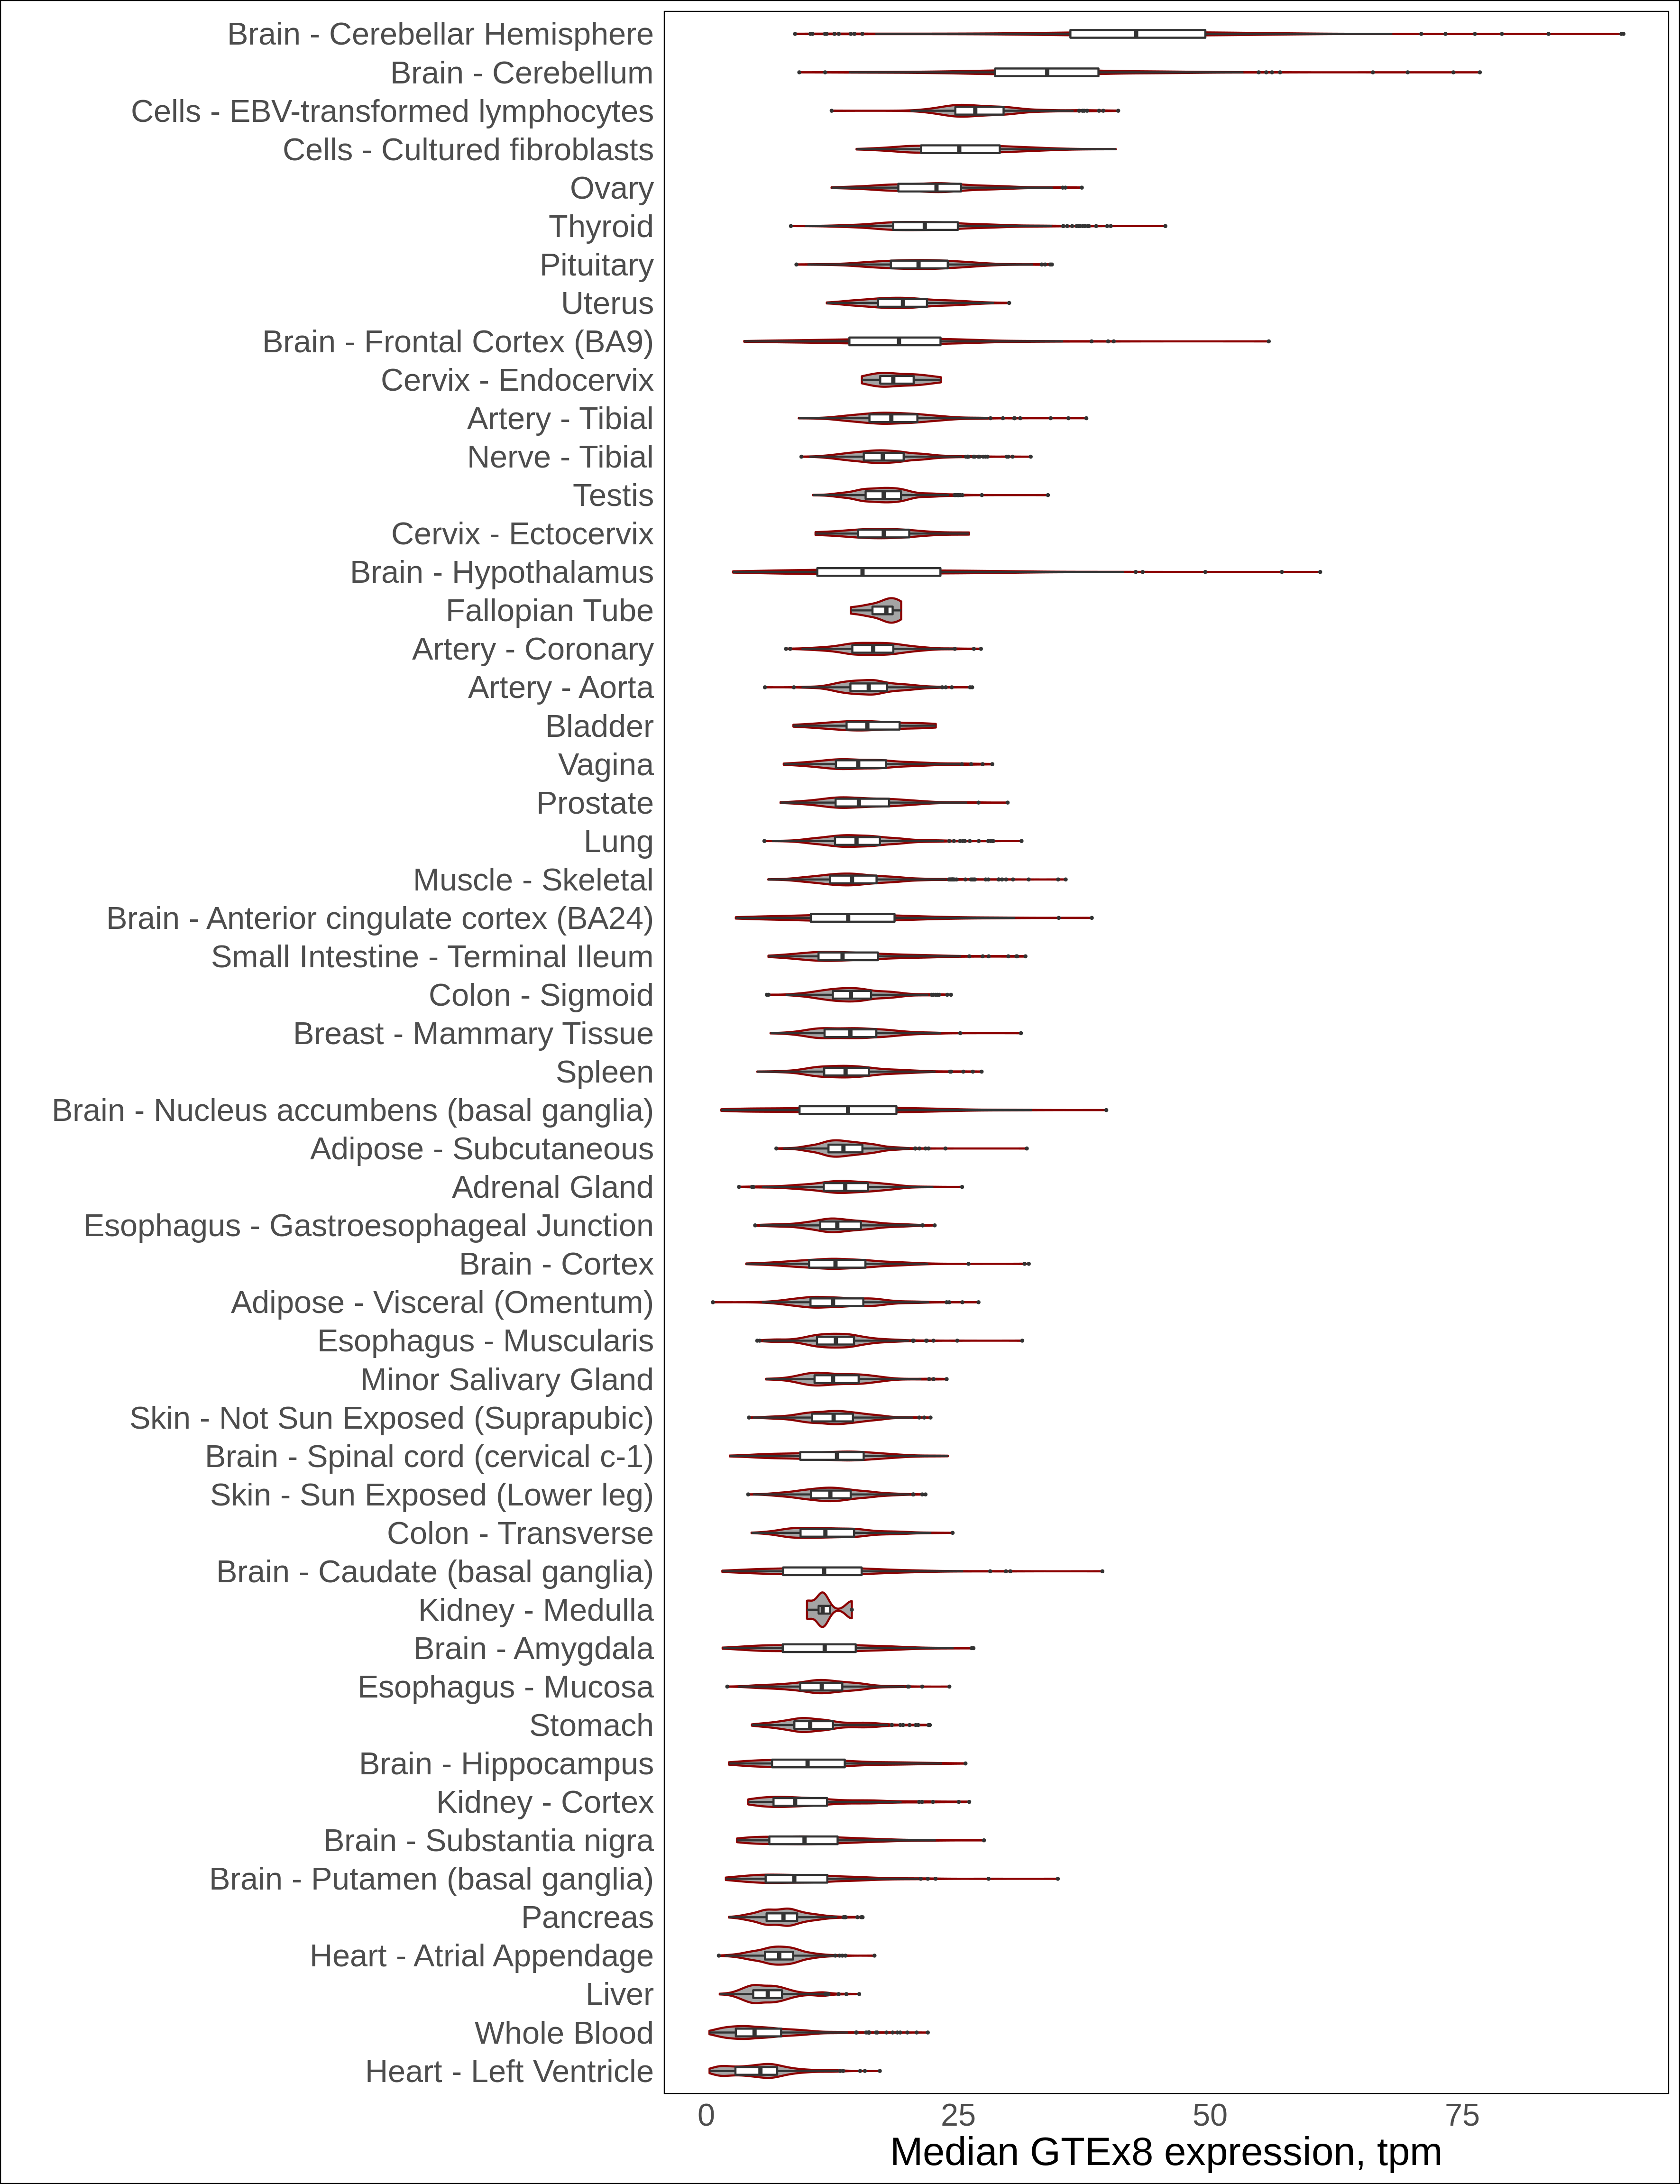 Brain - Cerebellar Hemisphere
Brain - Cerebellum
Cells - EBV-transformed lymphocytes
Cells - Cultured fibroblasts
Ovary
Thyroid
Pituitary
Uterus
Brain - Frontal Cortex (BA9)
Cervix - Endocervix
Artery - Tibial
Nerve - Tibial
Testis
Cervix - Ectocervix
Brain - Hypothalamus
Fallopian Tube
Artery - Coronary
Artery - Aorta
Bladder
Vagina
Prostate
Lung
Muscle - Skeletal
Brain - Anterior cingulate cortex (BA24)
Small Intestine - Terminal Ileum
Colon - Sigmoid
Breast - Mammary Tissue
Spleen
Brain - Nucleus accumbens (basal ganglia)
Adipose - Subcutaneous
Adrenal Gland
Esophagus - Gastroesophageal Junction
Brain - Cortex
Adipose - Visceral (Omentum)
Esophagus - Muscularis
Minor Salivary Gland
Skin - Not Sun Exposed (Suprapubic)
Brain - Spinal cord (cervical c-1)
Skin - Sun Exposed (Lower leg)
Colon - Transverse
Brain - Caudate (basal ganglia)
Kidney - Medulla
Brain - Amygdala
Esophagus - Mucosa
Stomach
Brain - Hippocampus
Kidney - Cortex
Brain - Substantia nigra
Brain - Putamen (basal ganglia)
Pancreas
Heart - Atrial Appendage
Liver
Whole Blood
Heart - Left Ventricle
0 25 50 75
Median GTEx8 expression, tpm